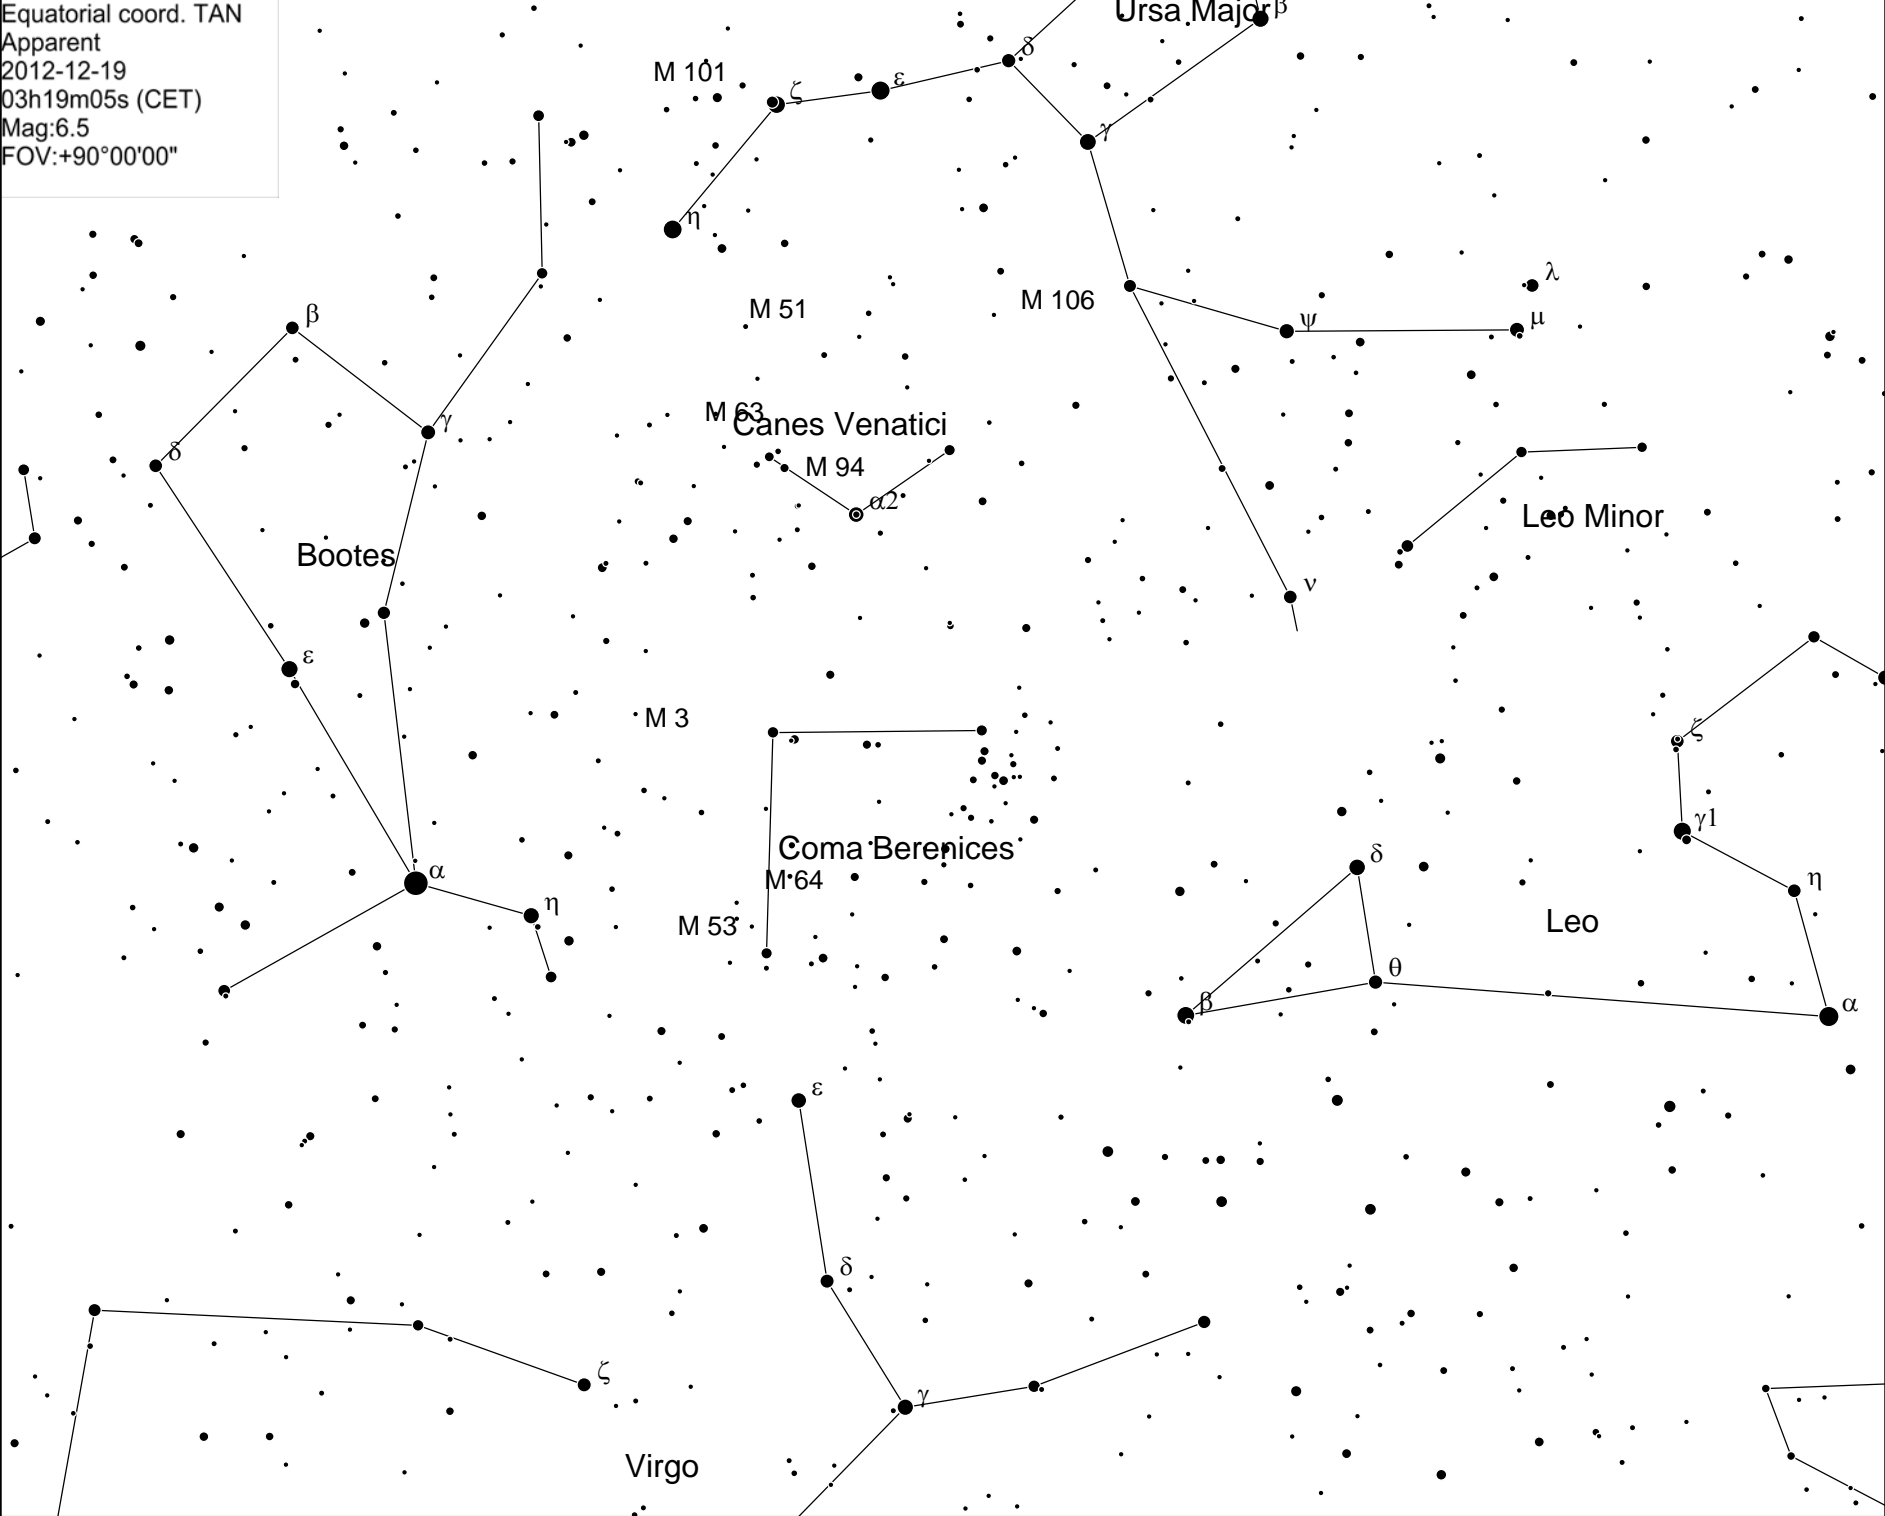 Equatorial coord. TAN
Apparent
2012-12-19
03h19m05s (CET)
Mag:6.5
FOV:+90°00'00"
Ursa Major
β
δ
M 101
ζ
ε
γ
η
λ
M 51
M 106
β
ψ
μ
M 63
Canes Venatici
γ
δ
M 94
α2
Leo Minor
Bootes
ν
ε
M 3
ζ
γ1
Coma Berenices
δ
α
M 64
η
η
M 53
Leo
θ
β
α
ε
δ
ζ
γ
Virgo